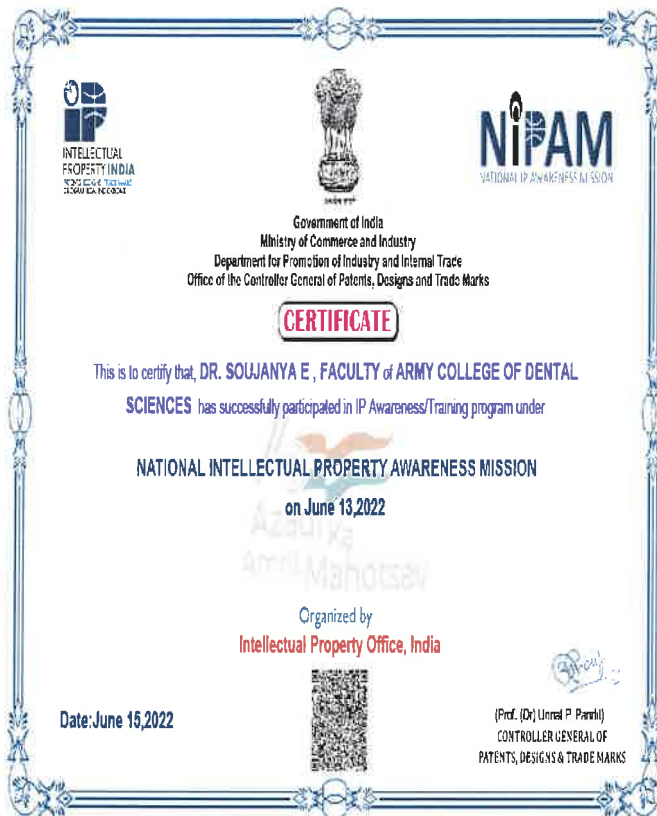 INTELLECTUAL
PROPERTY INDIA
NiPAM
NATIONAL IP AWARENESS MISSION
Government of India
Ministry of Commerce and Industry
Department for Promotion of Industry and Internal Trade
Office of the Controller General of Patents, Designs and Trade Marks
CERTIFICATE
This is to certify that, DR. SOUJANYA E , FACULTY of ARMY COLLEGE OF DENTAL
SCIENCES has successfully participated in IP Awareness/Training program under
NATIONAL INTELLECTUAL PROPERTY AWARENESS MISSION
on June 13,2022
Azadi Ka
Amrit Mahotsav
Organized by
Intellectual Property Office, India
Date:June 15,2022
(Prof. (Dr) Unnat P. Pandit)
CONTROLLER GENERAL OF
PATENTS, DESIGNS & TRADE MARKS